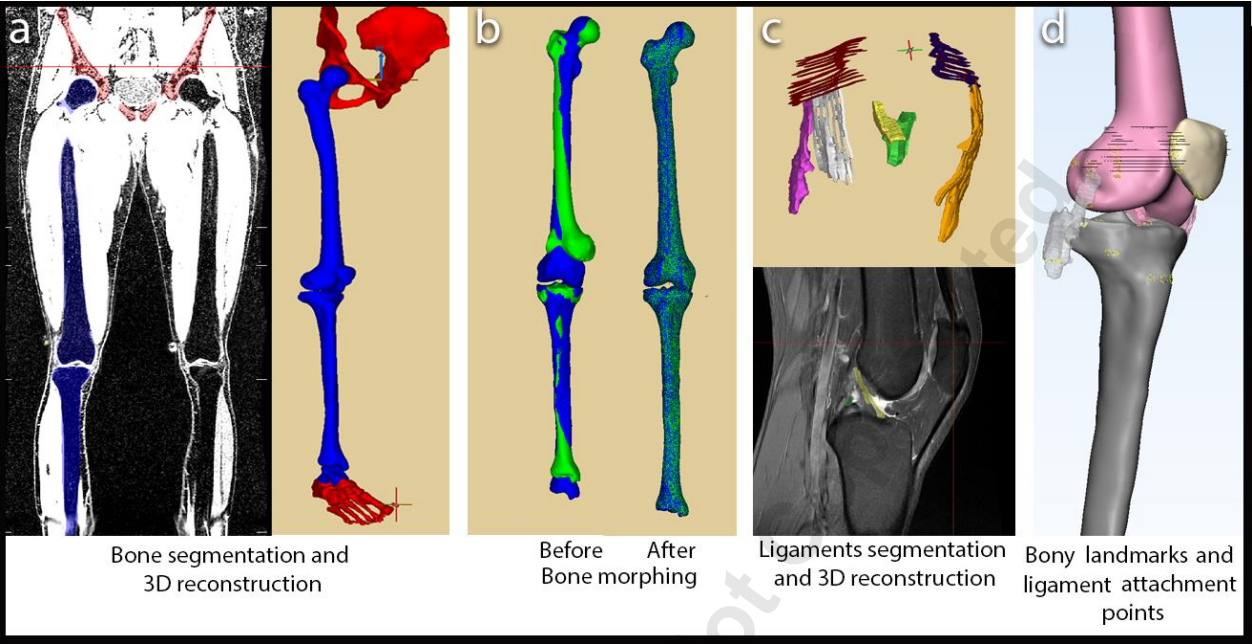 a
b
c
d
Bone segmentation and
3D reconstruction
Before After
Bone morphing
Ligaments segmentation
and 3D reconstruction
Bony landmarks and
ligament attachment
points